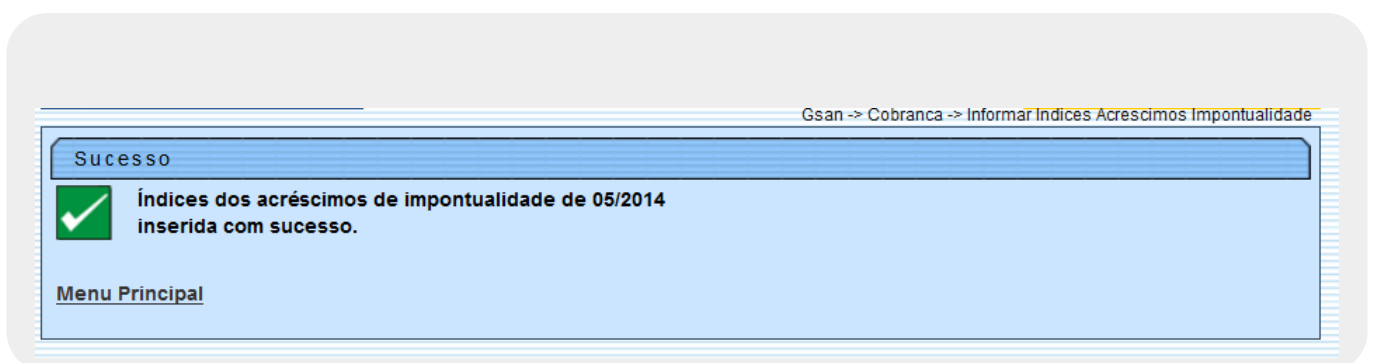 Gsan -> Cobranca -> Informar Indices Acrescimos Impontualidade
Sucesso
Índices dos acréscimos de impontualidade de 05/2014
inserida com sucesso.
Menu Principal